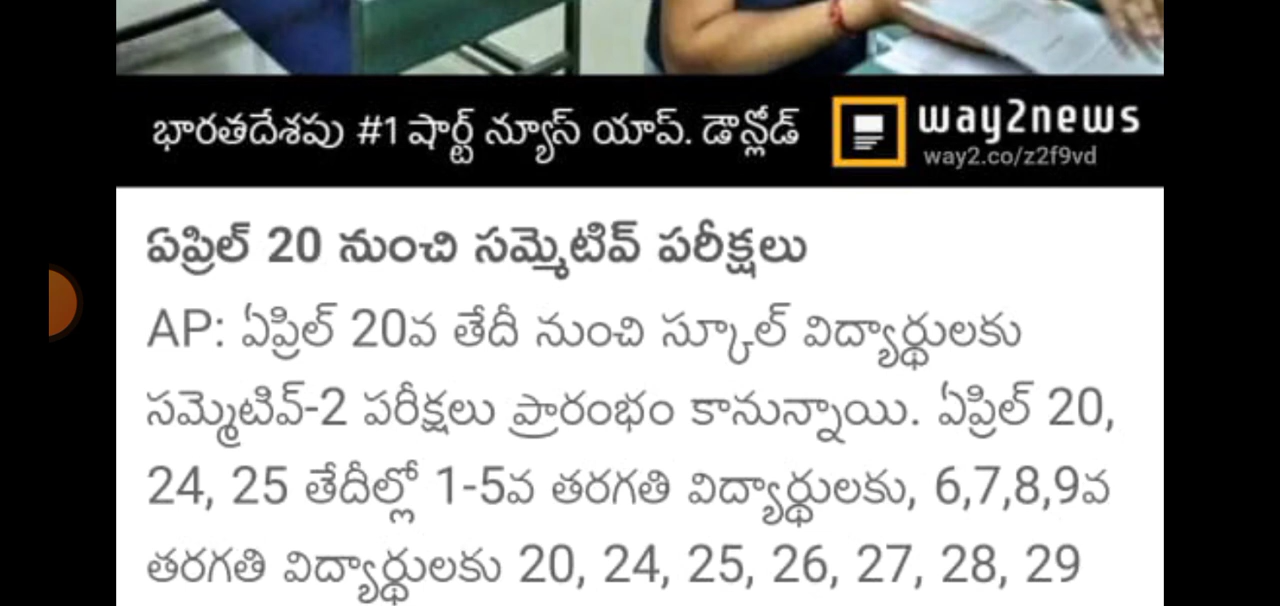 భారతదేశపు #1 షార్ట్ న్యూస్ యాప్. డౌన్లోడ్
way2news
way2.co/z2f9vd
ఏప్రిల్ 20 నుంచి సమ్మెటివ్ పరీక్షలు
AP: ఏప్రిల్ 20వ తేదీ నుంచి స్కూల్ విద్యార్థులకు
సమ్మెటివ్-2 పరీక్షలు ప్రారంభం కానున్నాయి. ఏప్రిల్ 20,
24, 25 తేదీల్లో 1-5వ తరగతి విద్యార్థులకు, 6,7,8,9వ
తరగతి విద్యార్థులకు 20, 24, 25, 26, 27, 28, 29